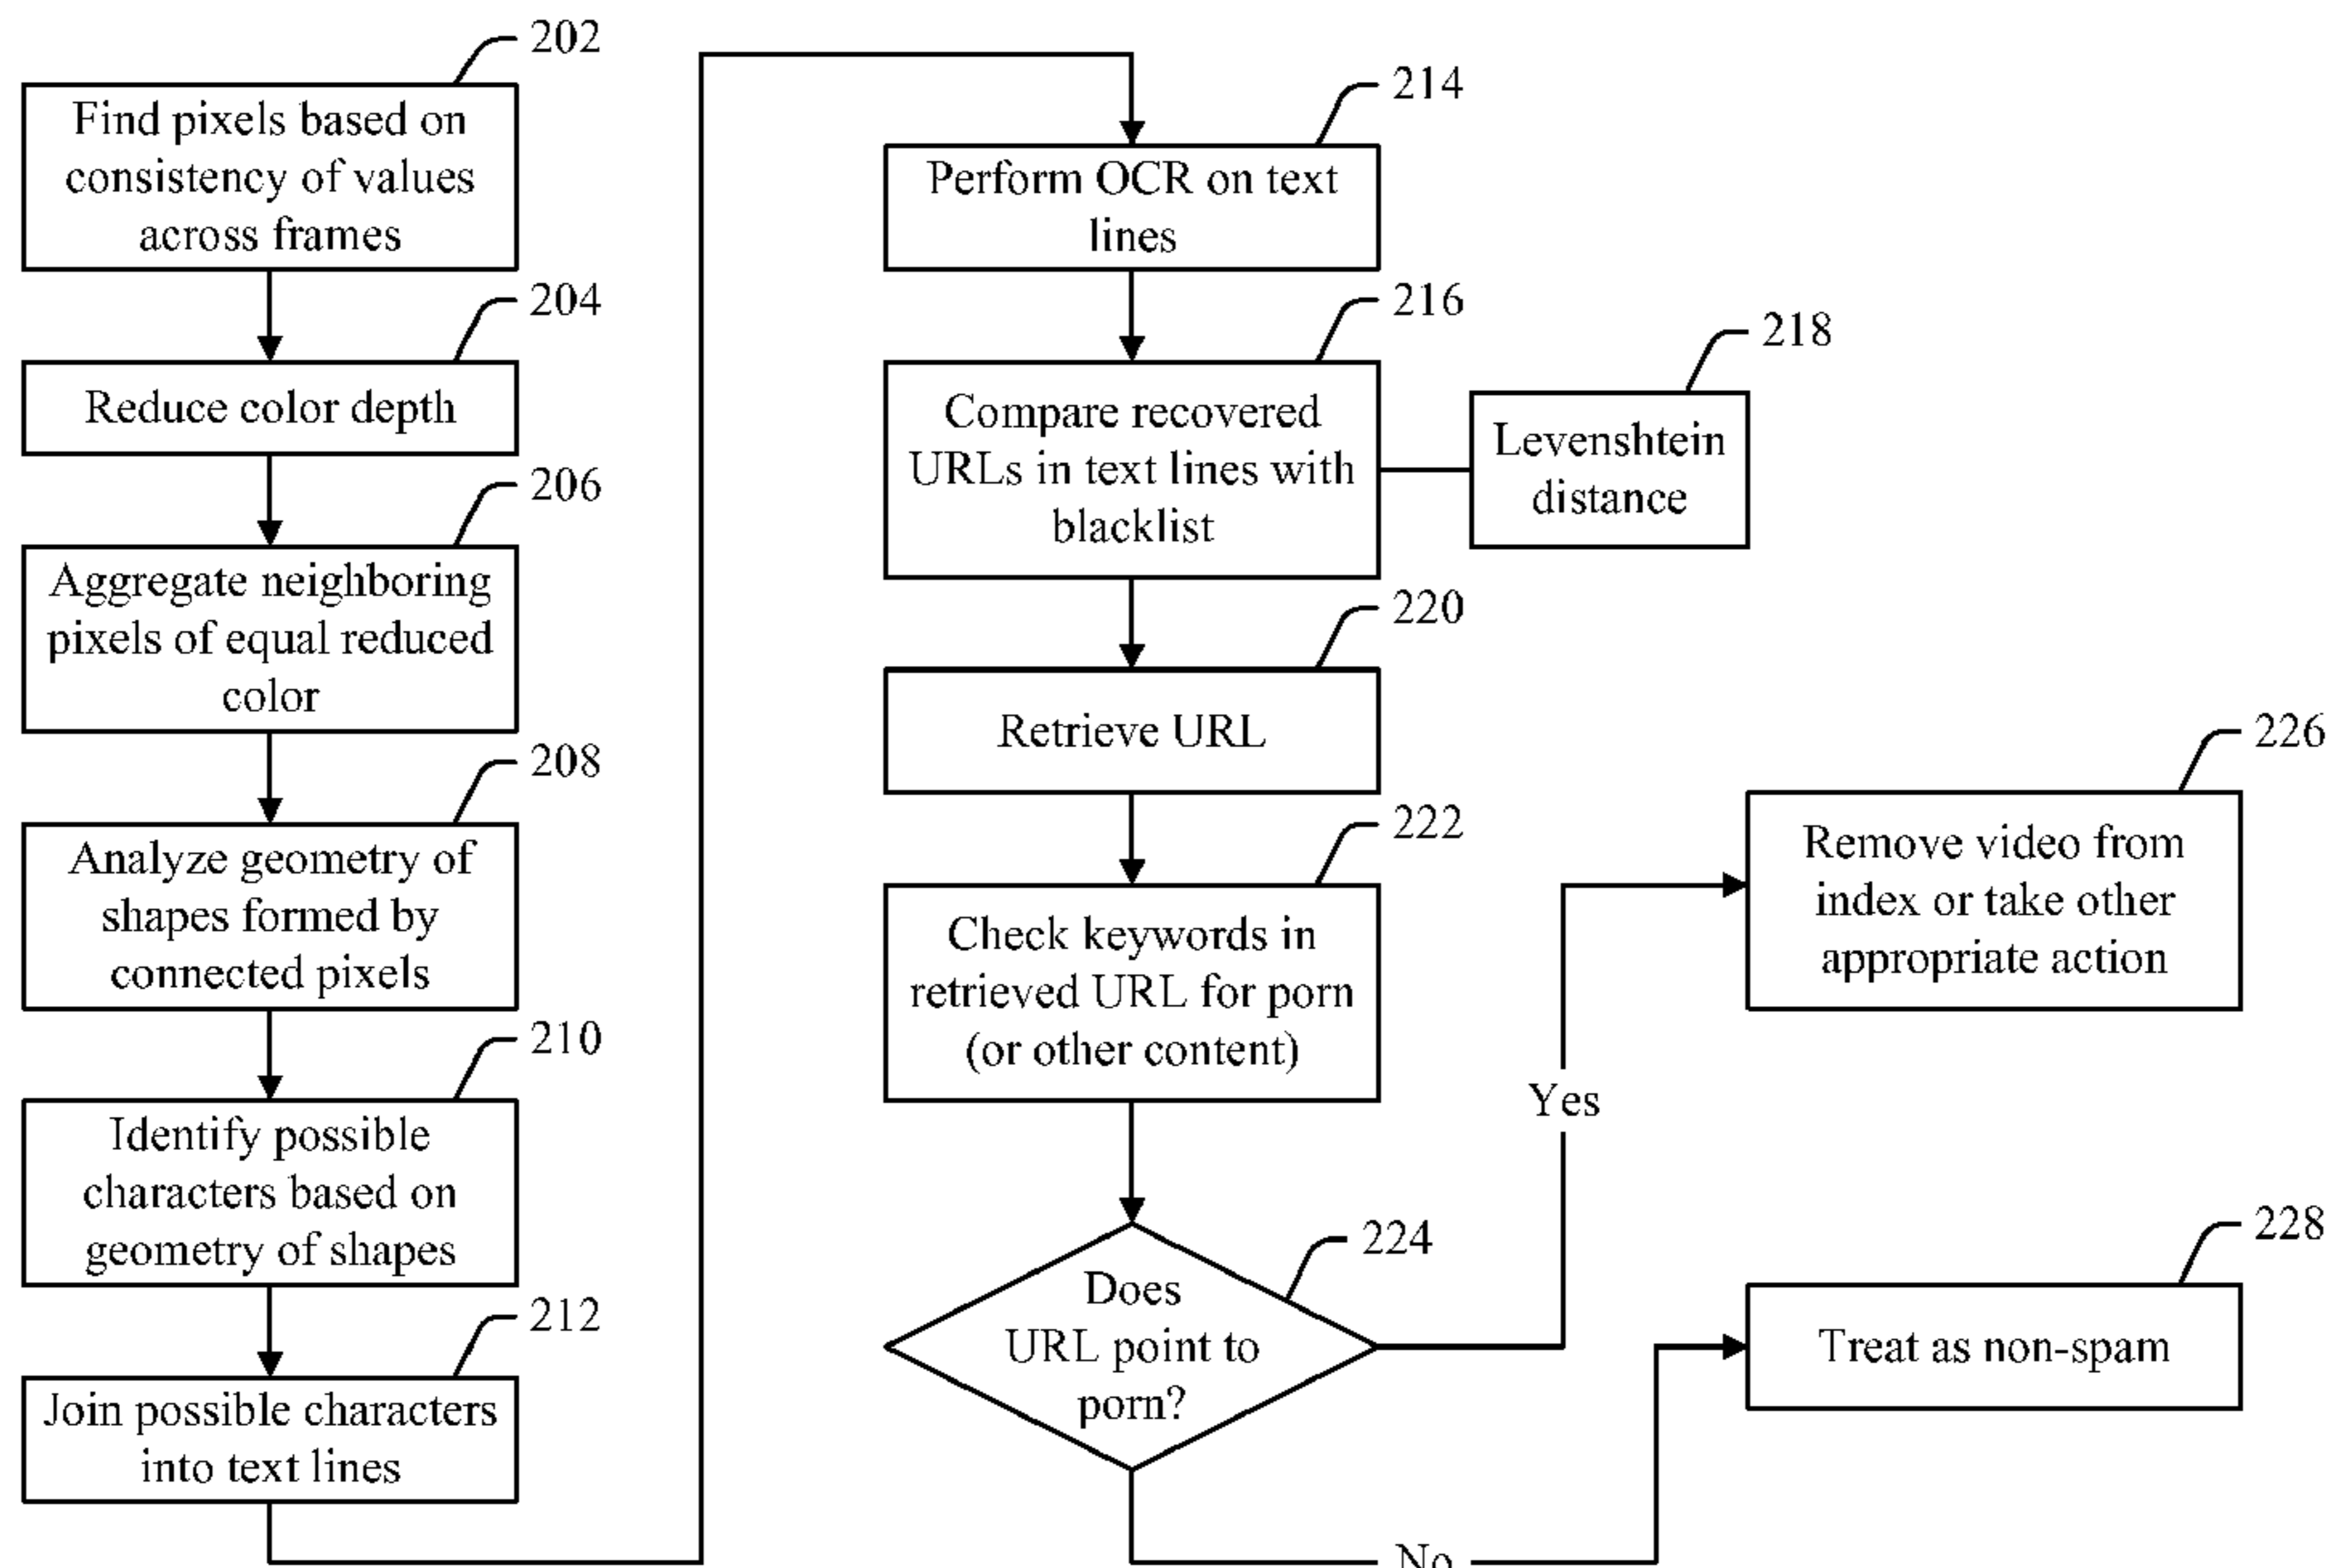 202
Find pixels based on
consistency of values
across frames
204
Reduce color depth
206
Aggregate neighboring
pixels of equal reduced
color
208
Analyze geometry of
shapes formed by
connected pixels
210
Identify possible
characters based on
geometry of shapes
212
Join possible characters
into text lines
214
Perform OCR on text
lines
216
Compare recovered
URLs in text lines with
blacklist
218
Levenshtein
distance
220
Retrieve URL
222
Check keywords in
retrieved URL for porn
(or other content)
224
Does
URL point to
porn?
Yes
No
226
Remove video from
index or take other
appropriate action
228
Treat as non-spam